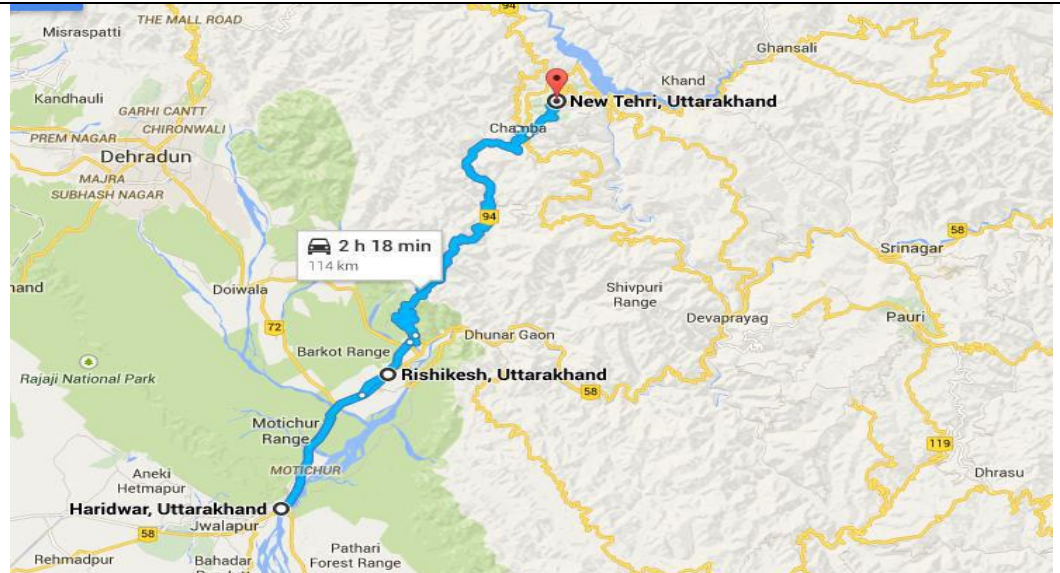 THE MALL ROAD
94
Misraspatti
Ghansali
Khand
Kandhauli
New Tehri, Uttarakhand
GARHI CANTT
Chamba
CHIRONWALI
PREM NAGAR
Dehradun
MAJRA
SUBHASH NAGAR
94
58
2 h 18 min
Srinagar
114 km
Doiwala
Shivpuri
Range
Devaprayag
Pauri
72
Dhunar Gaon
Barkot Range
Rajaji National Park
Rishikesh, Uttarakhand
58
Motichur
Range
119
MOTICHUR
Aneki
Hetmapur
Dhrasu
Haridwar, Uttarakhand
Jwalapur
58
Pathari
Forest Range
Rehmadpur
Bahadar